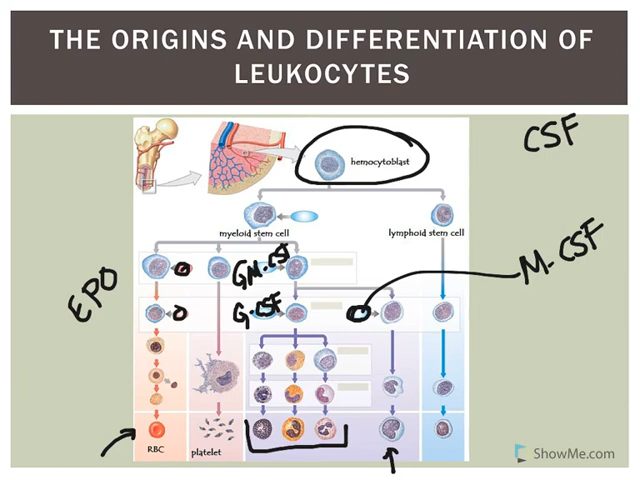 THE ORIGINS AND DIFFERENTIATION OF
LEUKOCYTES
CSF
hemocytoblast
myeloid stem cell
lymphoid stem cell
GM-CSF
M-CSF
EPO
G-CSF
RBC
platelet
ShowMe.com